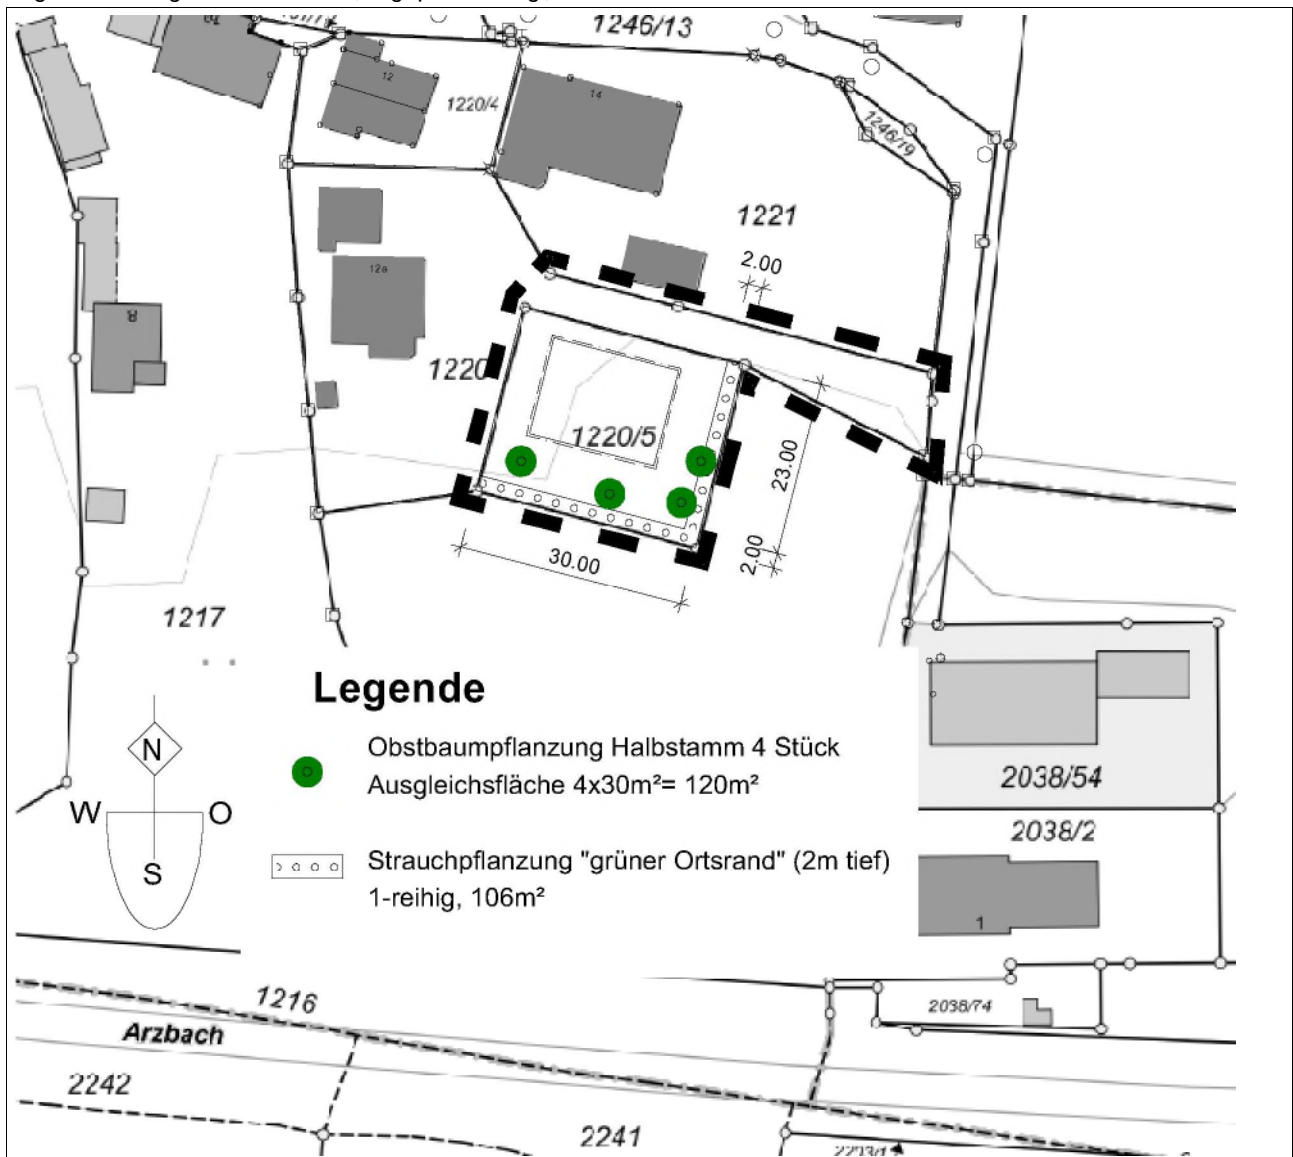 1246/13
12
14
1220/4
1246/19
1221
2.00
12a
1220
1220/5
23.00
2.00
30.00
1217
Legende
Obstbaumpflanzung Halbstamm 4 Stück
Ausgleichsfläche 4x30m²= 120m²
Strauchpflanzung "grüner Ortsrand" (2m tief)
1-reihig, 106m²
N
W
O
S
2038/54
2038/2
1
1216
2038/74
Arzbach
2242
2241